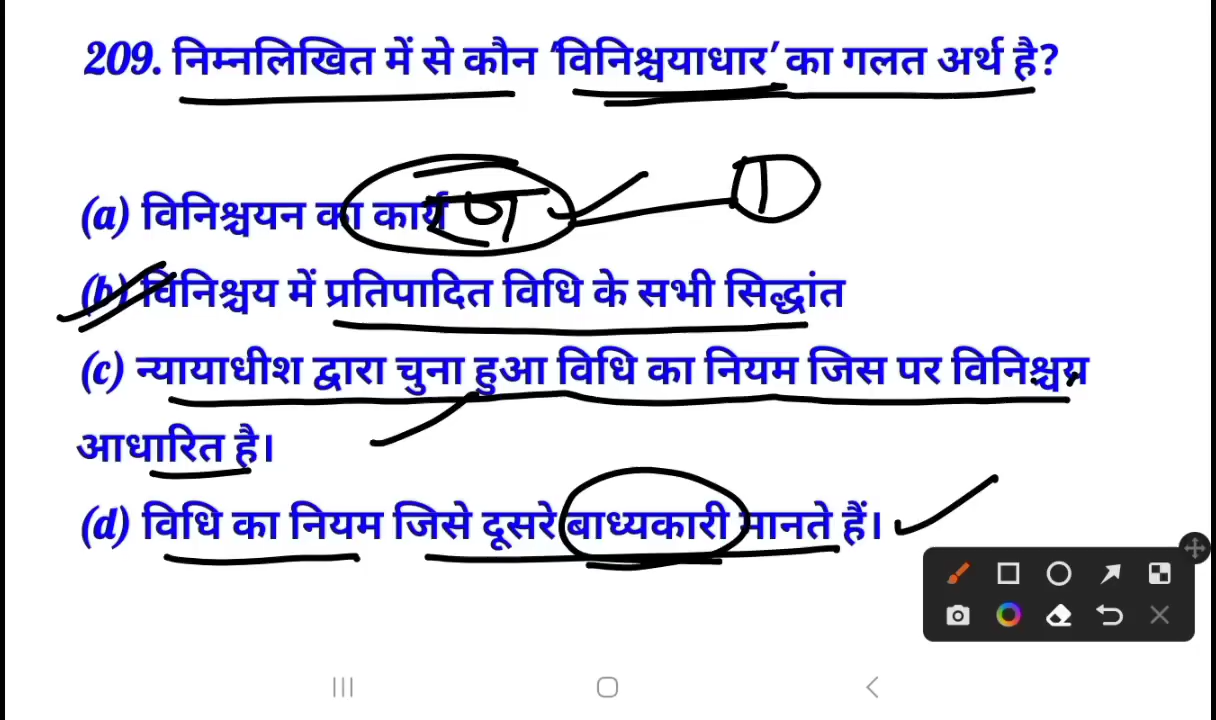 209. निम्नलिखित में से कौन 'विनिश्चयाधार' का गलत अर्थ है?
(a) विनिश्चयन का कार्य
(b) विनिश्चय में प्रतिपादित विधि के सभी सिद्धांत
(c) न्यायाधीश द्वारा चुना हुआ विधि का नियम जिस पर विनिश्चय
आधारित है।
(d) विधि का नियम जिसे दूसरे बाध्यकारी मानते हैं।